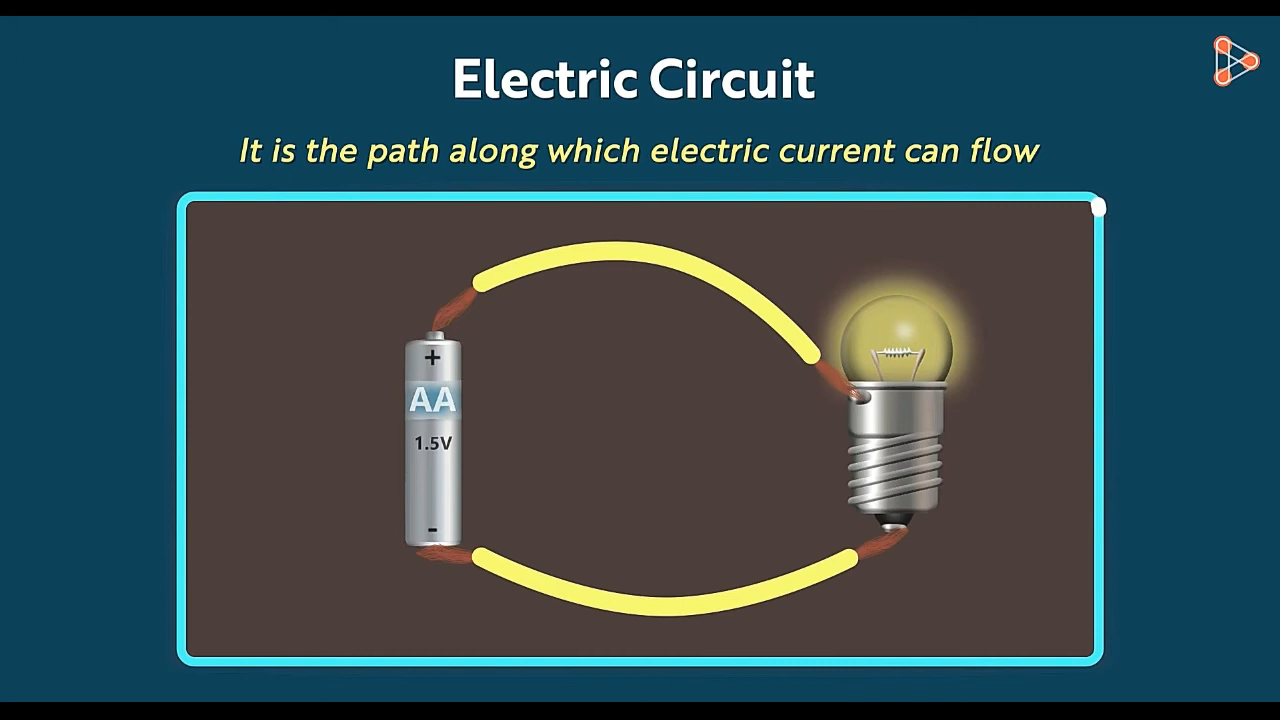 Electric Circuit
It is the path along which electric current can flow
+
AA
1.5V
-